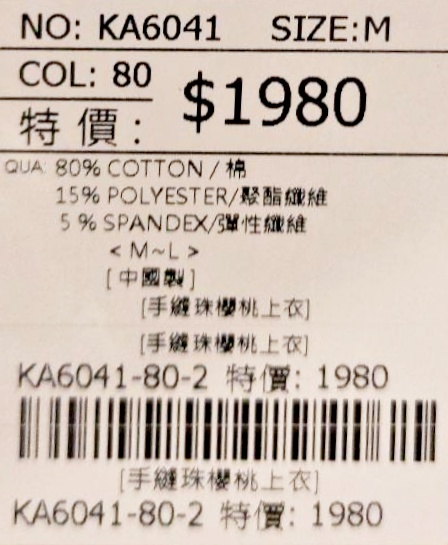 NO: KA6041 SIZE:M
COL: 80
特價: $1980
QUA: 80% COTTON / 棉
15% POLYESTER/聚酯纖維
5 % SPANDEX/彈性纖維
< M~L >
[中國製]
[手縫珠櫻桃上衣]
[手縫珠櫻桃上衣]
KA6041-80-2 特價: 1980
[手縫珠櫻桃上衣]
KA6041-80-2 特價: 1980